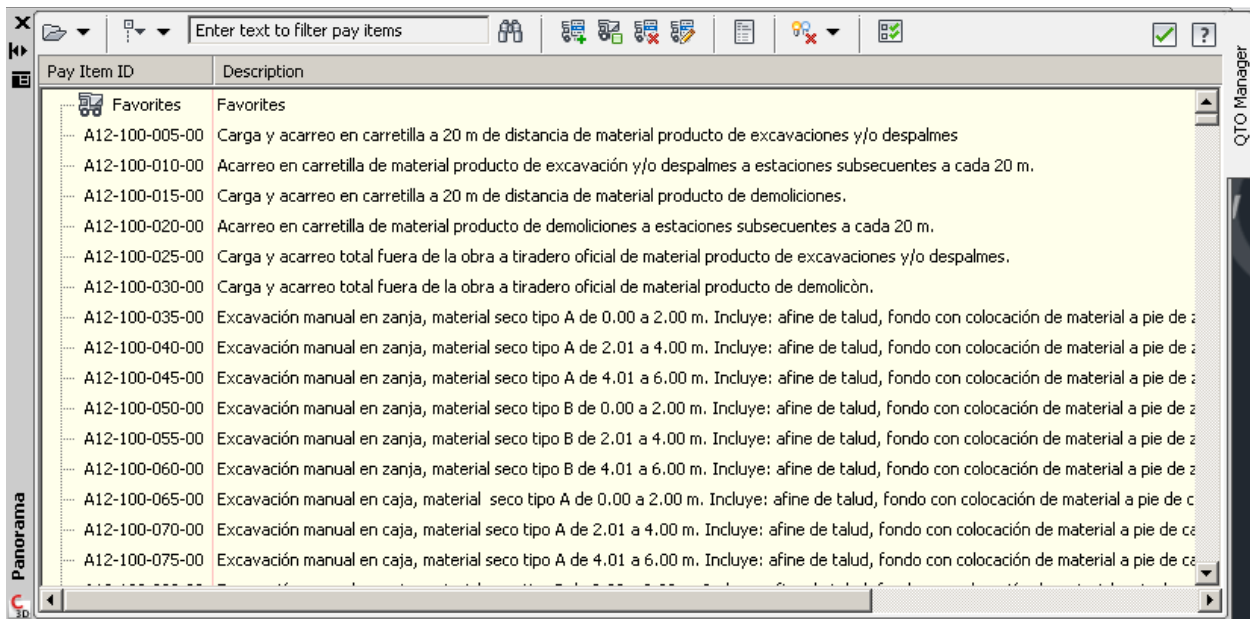 Enter text to filter pay items
QTO Manager
Pay Item ID Description
Favorites Favorites
A12-100-005-00 Carga y acarreo en carretilla a 20 m de distancia de material producto de excavaciones y/o despalmes
A12-100-010-00 Acarreo en carretilla de material producto de excavación y/o despalmes a estaciones subsecuentes a cada 20 m.
A12-100-015-00 Carga y acarreo en carretilla a 20 m de distancia de material producto de demoliciones.
A12-100-020-00 Acarreo en carretilla de material producto de demoliciones a estaciones subsecuentes a cada 20 m.
A12-100-025-00 Carga y acarreo total fuera de la obra a tiradero oficial de material producto de excavaciones y/o despalmes.
A12-100-030-00 Carga y acarreo total fuera de la obra a tiradero oficial de material producto de demolicòn.
A12-100-035-00 Excavación manual en zanja, material seco tipo A de 0.00 a 2.00 m. Incluye: afine de talud, fondo con colocación de material a pie de
A12-100-040-00 Excavación manual en zanja, material seco tipo A de 2.01 a 4.00 m. Incluye: afine de talud, fondo con colocación de material a pie de
A12-100-045-00 Excavación manual en zanja, material seco tipo A de 4.01 a 6.00 m. Incluye: afine de talud, fondo con colocación de material a pie de
A12-100-050-00 Excavación manual en zanja, material seco tipo B de 0.00 a 2.00 m. Incluye: afine de talud, fondo con colocación de material a pie de
A12-100-055-00 Excavación manual en zanja, material seco tipo B de 2.01 a 4.00 m. Incluye: afine de talud, fondo con colocación de material a pie de
A12-100-060-00 Excavación manual en zanja, material seco tipo B de 4.01 a 6.00 m. Incluye: afine de talud, fondo con colocación de material a pie de
A12-100-065-00 Excavación manual en caja, material seco tipo A de 0.00 a 2.00 m. Incluye: afine de talud, fondo con colocación de material a pie de c
A12-100-070-00 Excavación manual en caja, material seco tipo A de 2.01 a 4.00 m. Incluye: afine de talud, fondo con colocación de material a pie de ca
A12-100-075-00 Excavación manual en caja, material seco tipo A de 4.01 a 6.00 m. Incluye: afine de talud, fondo con colocación de material a pie de ca
Panorama
C 3D